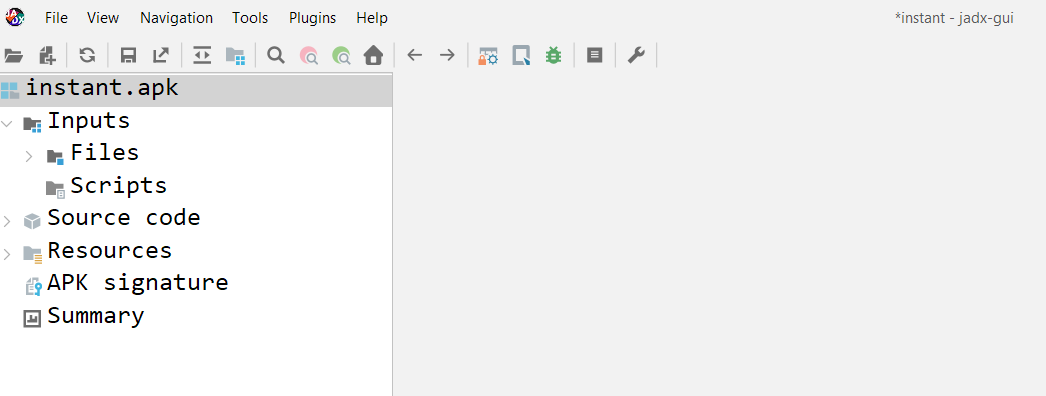 File View Navigation Tools Plugins Help *instant - jadx-gui
instant.apk
Inputs
Files
Scripts
Source code
Resources
APK signature
Summary